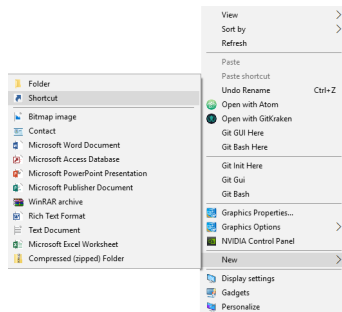 View
Sort by
Refresh
Paste
Paste shortcut
Undo Rename Ctrl+Z
Open with Atom
Open with GitKraken
Git GUI Here
Git Bash Here
Git Init Here
Git Gui
Git Bash
Graphics Properties...
Graphics Options
NVIDIA Control Panel
New
Display settings
Gadgets
Personalize
Folder
Shortcut
Bitmap image
Contact
Microsoft Word Document
Microsoft Access Database
Microsoft PowerPoint Presentation
Microsoft Publisher Document
WinRAR archive
Rich Text Format
Text Document
Microsoft Excel Worksheet
Compressed (zipped) Folder